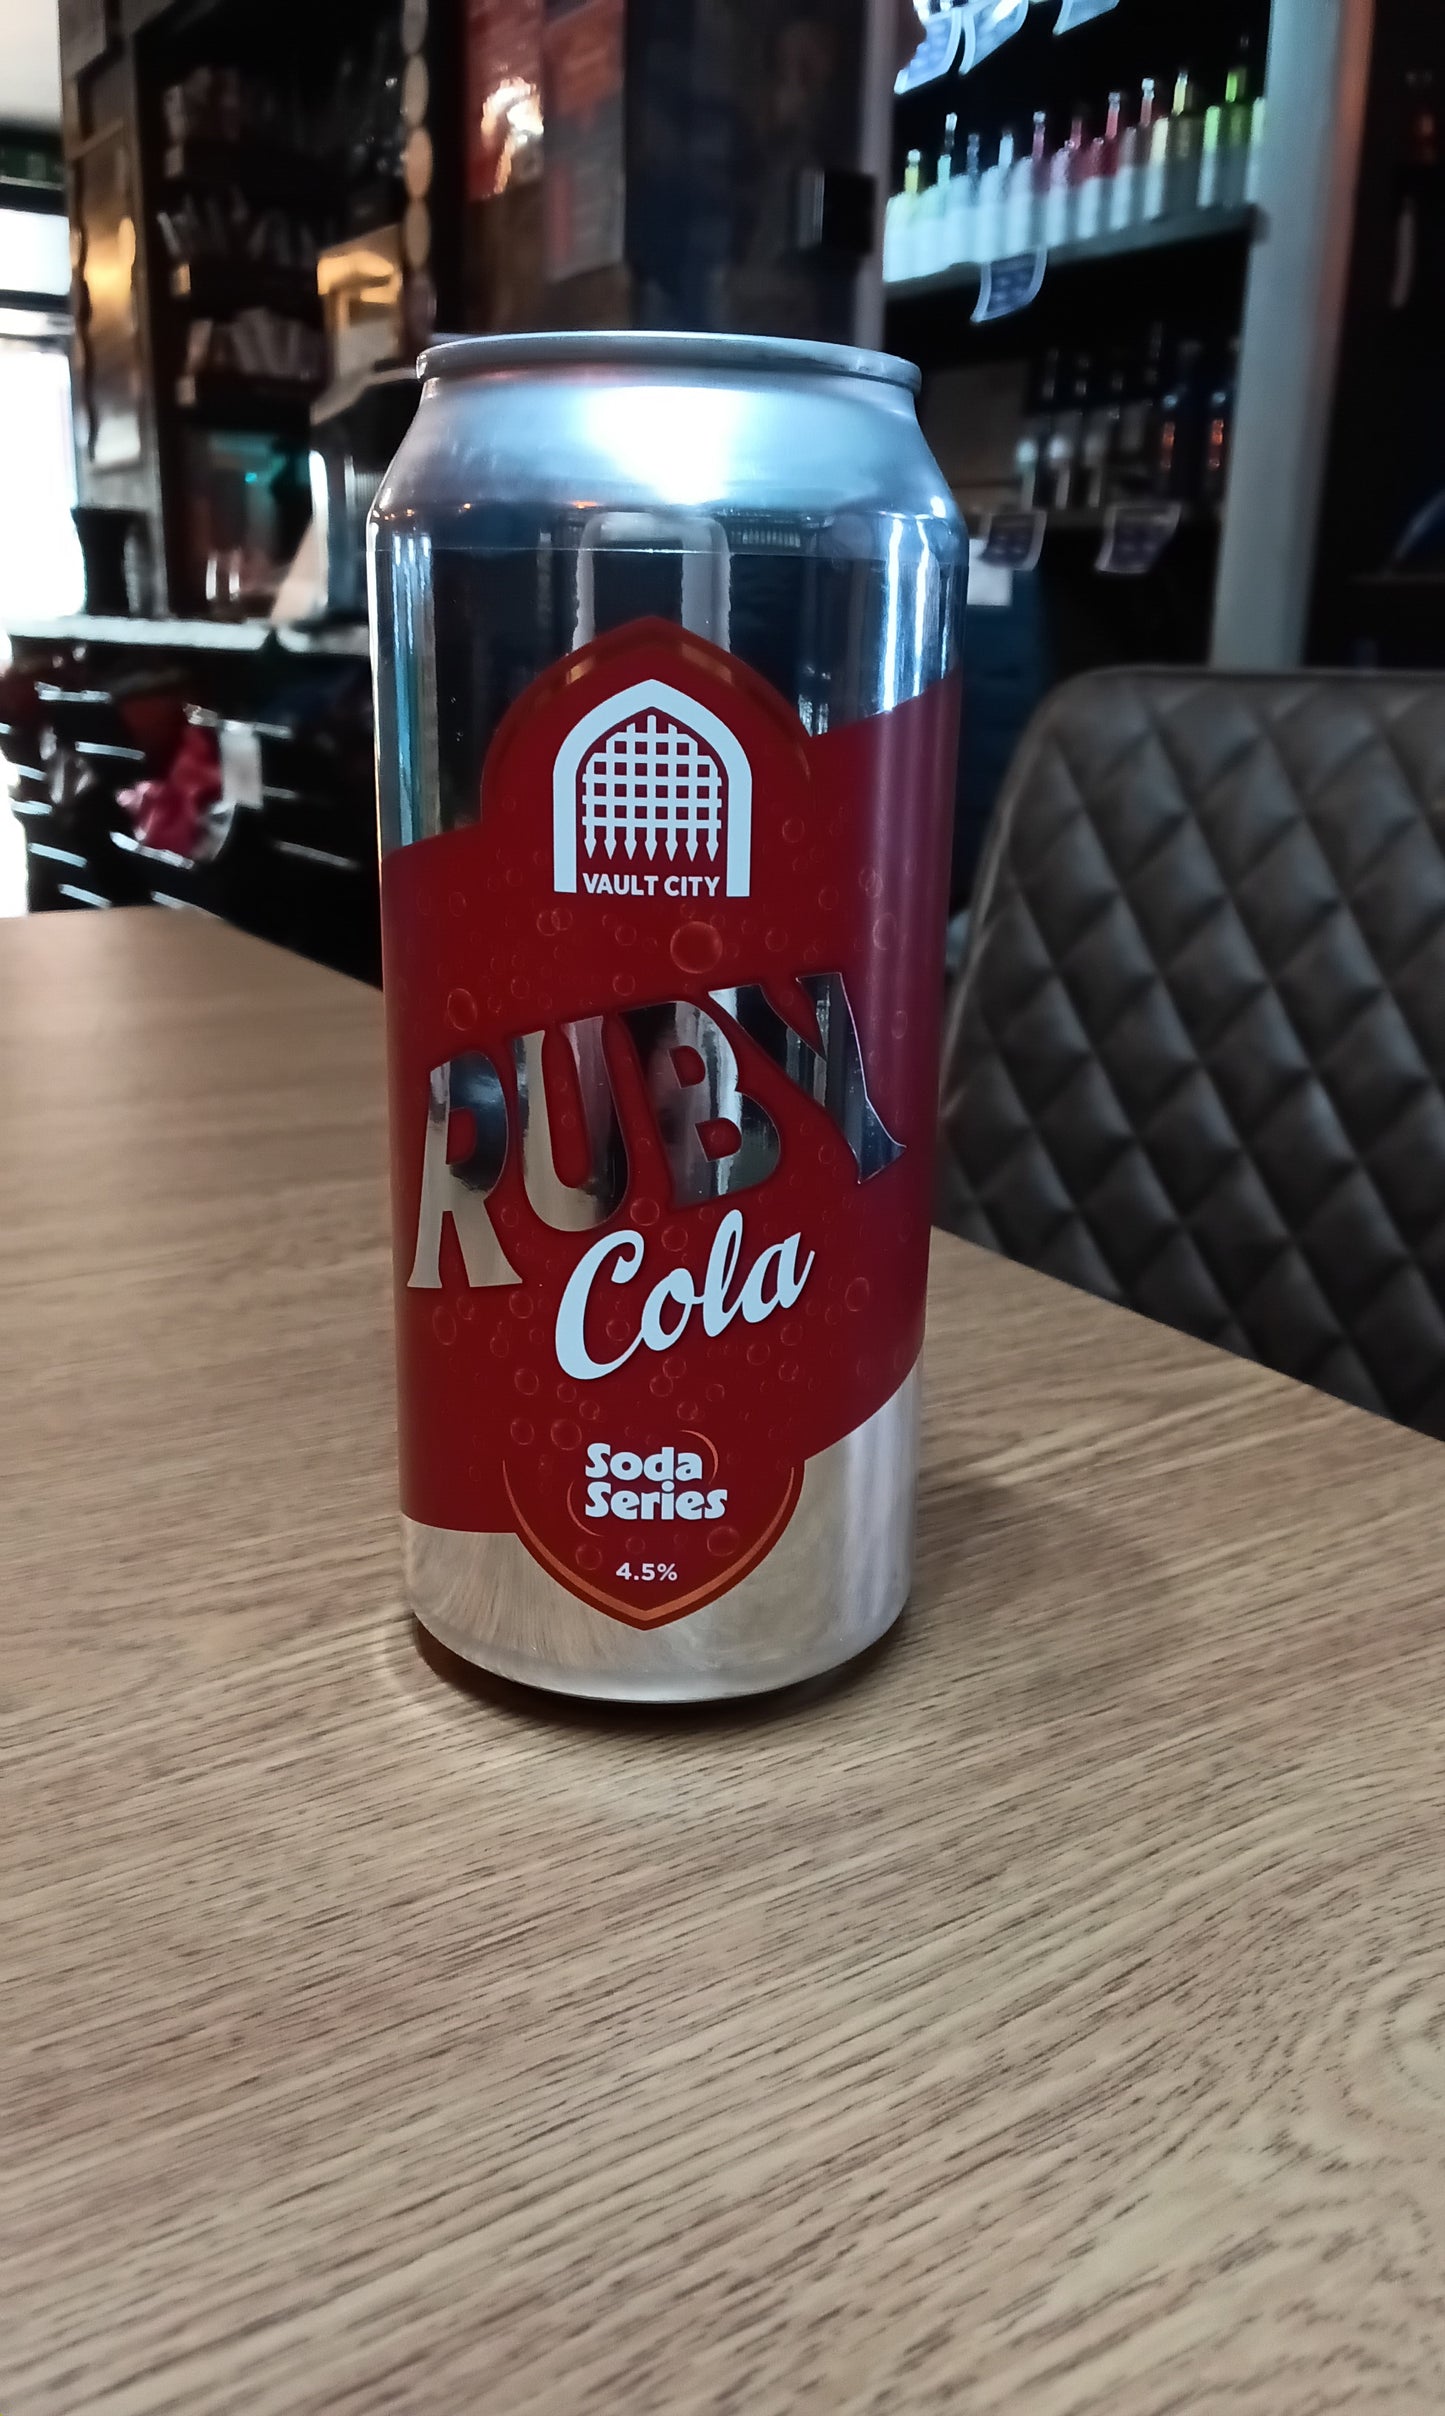 VAULT CITY
RUBY
Cola
Soda
Series
4.5%